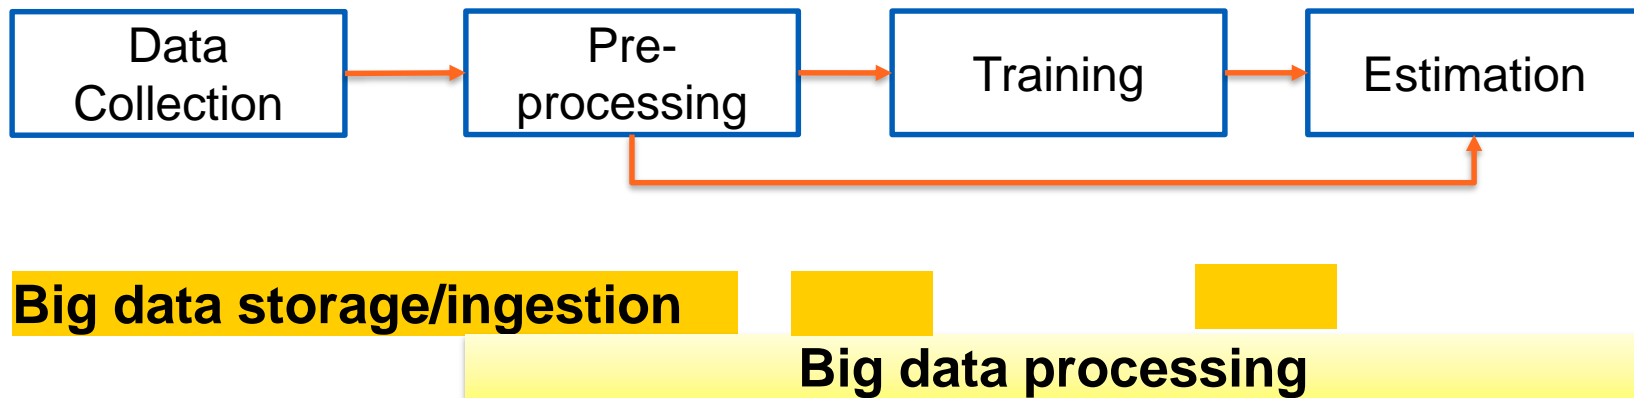 Data
Collection
Pre-
processing
Training
Estimation
Big data storage/ingestion
Big data processing